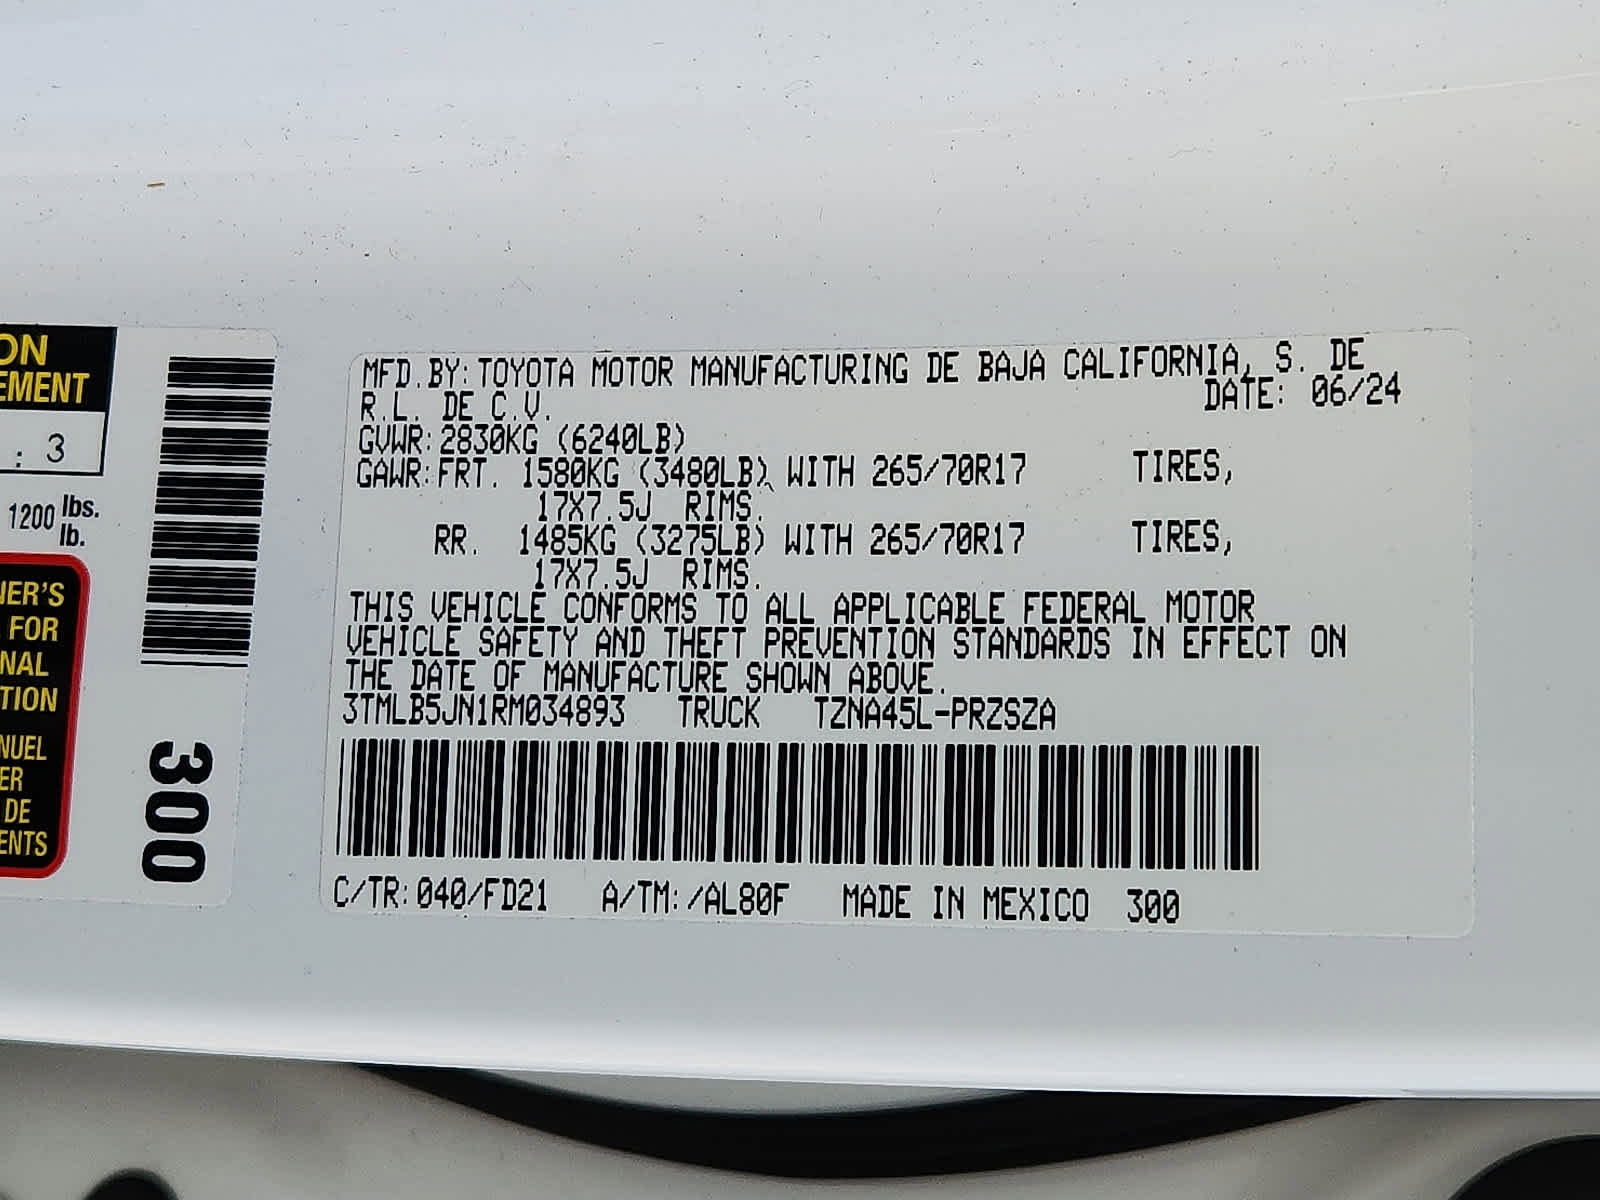 ON
EMENT
: 3
1200 lbs.
lb.
NER'S
FOR
NAL
TION
NUEL
ER
DE
ENTS
300
MFD.BY: TOYOTA MOTOR MANUFACTURING DE BAJA CALIFORNIA, S. DE
R.L. DE C.V. DATE: 06/24
GVWR: 2830KG (6240LB)
GAWR: FRT. 1580KG (3480LB) WITH 265/70R17 TIRES,
17X7.5J RIMS.
RR. 1485KG (3275LB) WITH 265/70R17 TIRES,
17X7.5J RIMS.
THIS VEHICLE CONFORMS TO ALL APPLICABLE FEDERAL MOTOR
VEHICLE SAFETY AND THEFT PREVENTION STANDARDS IN EFFECT ON
THE DATE OF MANUFACTURE SHOWN ABOVE.
3TMLB5JN1RM034893 TRUCK TZNA45L-PRZSZA
C/TR: 040/FD21 A/TM: /AL80F MADE IN MEXICO 300